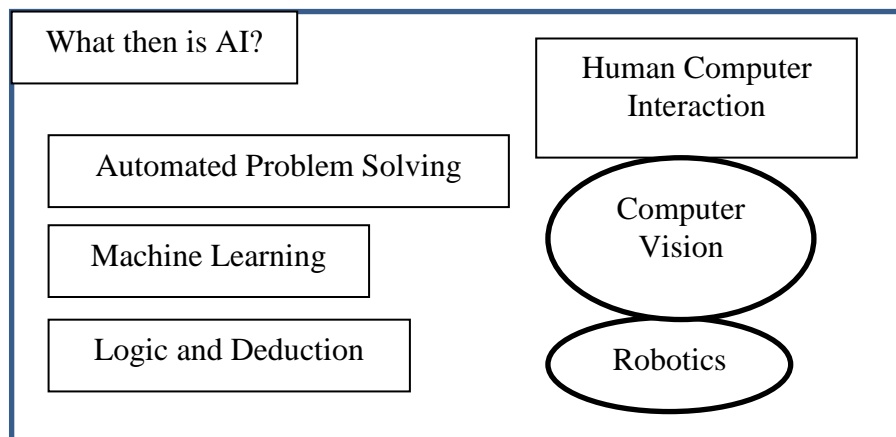 What then is AI?
Human Computer
Interaction
Automated Problem Solving
Computer
Vision
Machine Learning
Logic and Deduction
Robotics